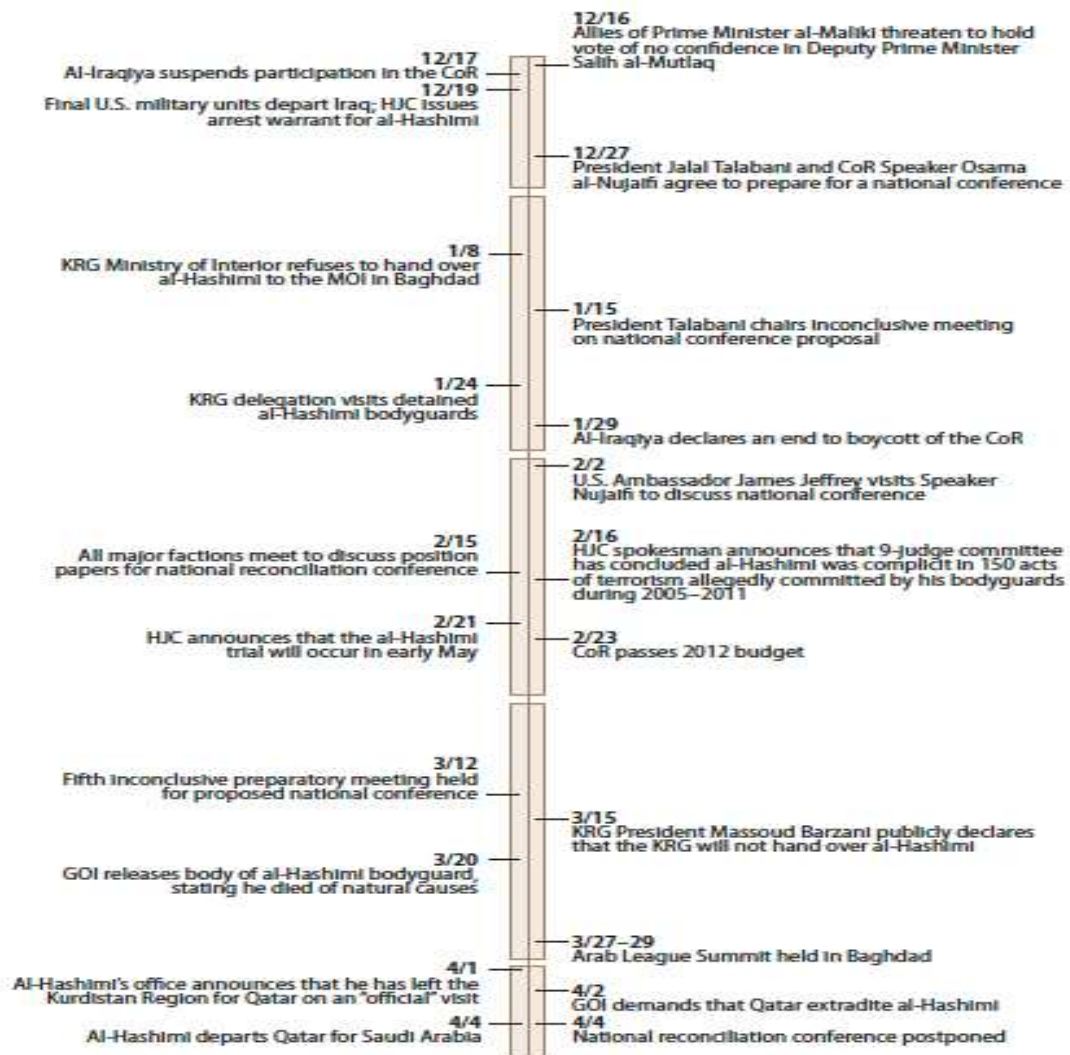 12/16
Allies of Prime Minister al-Maliki threaten to hold
vote of no confidence in Deputy Prime Minister
Salih al-Mutlaq
12/17
Al-Iraqiya suspends participation in the CoR
12/19
Final U.S. military units depart Iraq; HJC issues
arrest warrant for al-Hashimi
12/27
President Jalal Talabani and CoR Speaker Osama
al-Nujaifi agree to prepare for a national conference
1/8
KRG Ministry of Interior refuses to hand over
al-Hashimi to the MOI in Baghdad
1/15
President Talabani chairs inconclusive meeting
on national conference proposal
1/24
KRG delegation visits detained
al-Hashimi bodyguards
1/29
Al-Iraqiya declares an end to boycott of the CoR
2/2
U.S. Ambassador James Jeffrey visits Speaker
Nujaifi to discuss national conference
2/15
All major factions meet to discuss position
papers for national reconciliation conference
2/16
HJC spokesman announces that 9-judge committee
has concluded al-Hashimi was complicit in 150 acts
of terrorism allegedly committed by his bodyguards
during 2005–2011
2/21
HJC announces that the al-Hashimi
trial will occur in early May
2/23
CoR passes 2012 budget
3/12
Fifth inconclusive preparatory meeting held
for proposed national conference
3/15
KRG President Massoud Barzani publicly declares
that the KRG will not hand over al-Hashimi
3/20
GOI releases body of al-Hashimi bodyguard,
stating he died of natural causes
3/27–29
Arab League Summit held in Baghdad
4/1
Al-Hashimi's office announces that he has left the
Kurdistan Region for Qatar on an "official" visit
4/2
GOI demands that Qatar extradite al-Hashimi
4/4
Al-Hashimi departs Qatar for Saudi Arabia
4/4
National reconciliation conference postponed